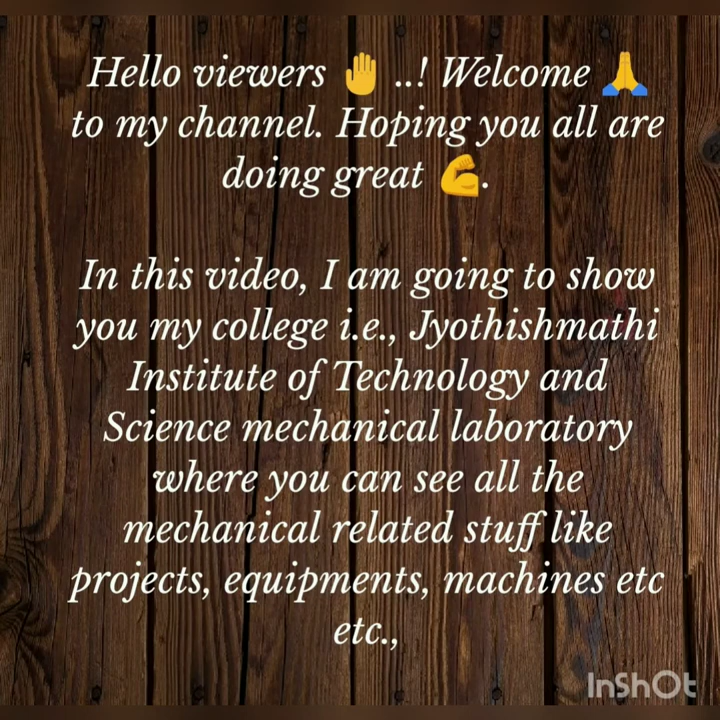 Hello viewers 🤚 ..! Welcome 🙏
to my channel. Hoping you all are
doing great 💪.
In this video, I am going to show
you my college i.e., Jyothishmathi
Institute of Technology and
Science mechanical laboratory
where you can see all the
mechanical related stuff like
projects, equipments, machines etc
etc.,
InShOt